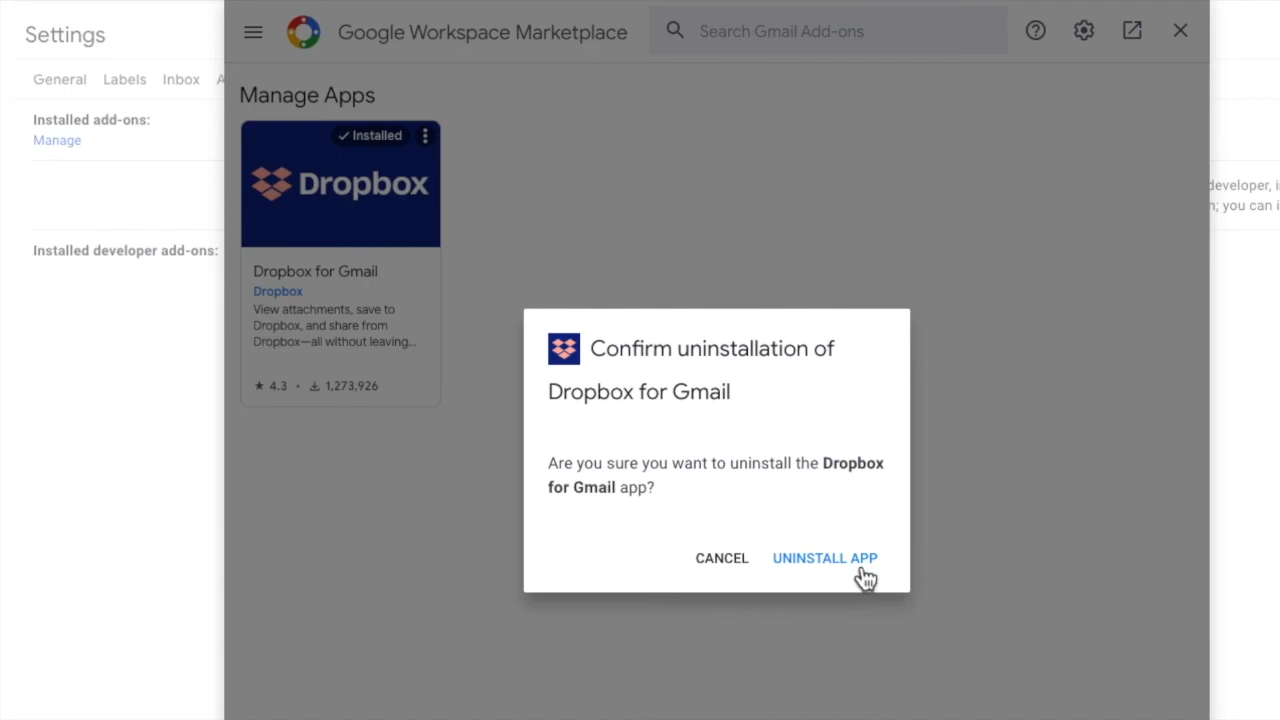 Settings
General Labels Inbox A
Installed add-ons:
Manage
Installed developer add-ons:
Google Workspace Marketplace
Search Gmail Add-ons
Manage Apps
Installed
Dropbox
Dropbox for Gmail
Dropbox
View attachments, save to
Dropbox, and share from
Dropbox—all without leaving...
★ 4.3 • 1,273,926
Confirm uninstallation of
Dropbox for Gmail
Are you sure you want to uninstall the Dropbox
for Gmail app?
CANCEL UNINSTALL APP
developer, i
n; you can i